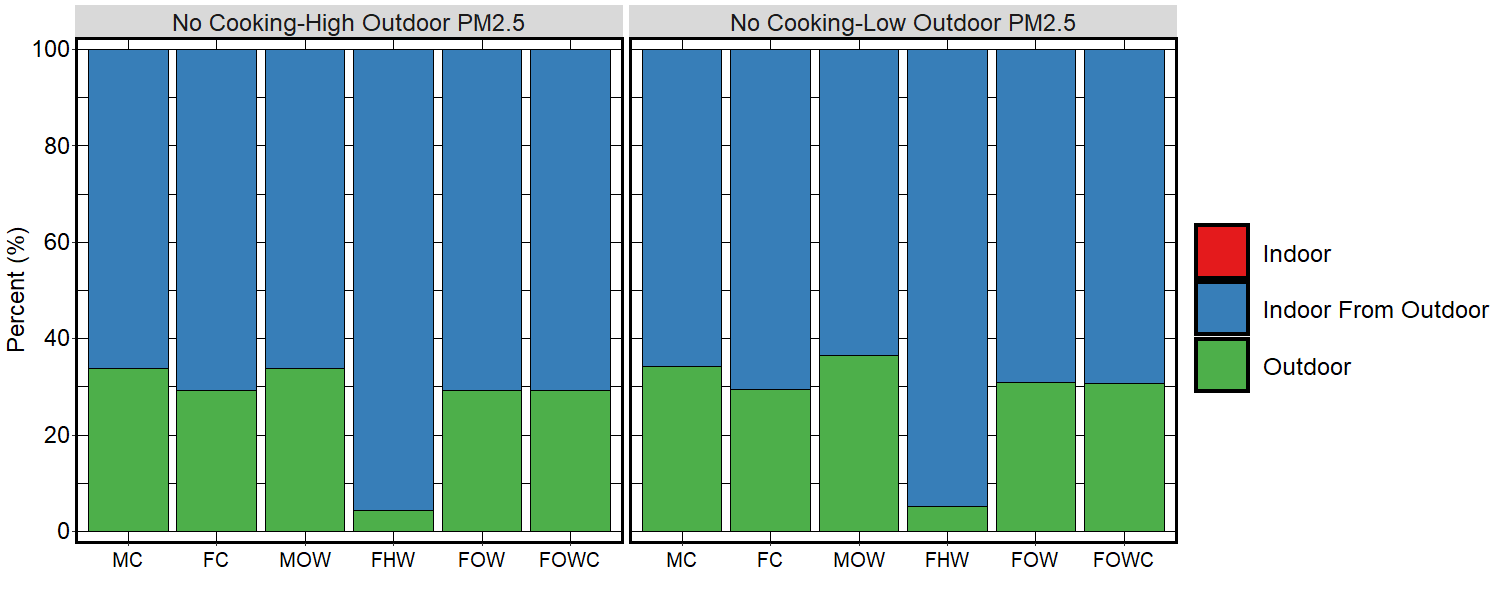 No Cooking-High Outdoor PM2.5
No Cooking-Low Outdoor PM2.5
Percent (%)
100
80
60
40
20
0
MC FC MOW FHW FOW FOWC
MC FC MOW FHW FOW FOWC
Indoor
Indoor From Outdoor
Outdoor